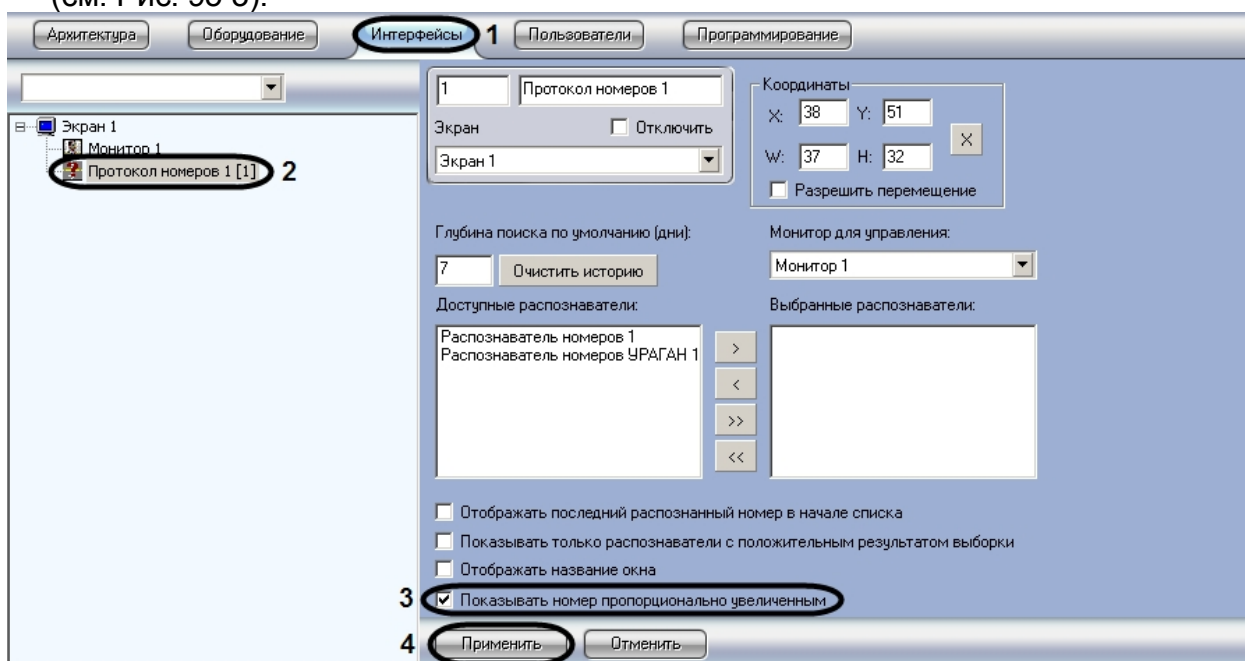 (см. Рис. 98-8).
Архитектура Оборудование Интерфейсы 1 Пользователи Программирование
1 Протокол номеров 1
Экран Отключить
Экран 1
Координаты
X: 38 Y: 51
W: 37 H: 32 X
Разрешить перемещение
Экран 1
Монитор 1
Протокол номеров 1 [1] 2
Глубина поиска по умолчанию (дни): Монитор для управления:
7 Очистить историю Монитор 1
Доступные распознаватели: Выбранные распознаватели:
Распознаватель номеров 1
Распознаватель номеров УРАГАН 1
>
<
>>
<<
Отображать последний распознанный номер в начале списка
Показывать только распознаватели с положительным результатом выборки
Отображать название окна
3 Показывать номер пропорционально увеличенным
4 Применить Отменить